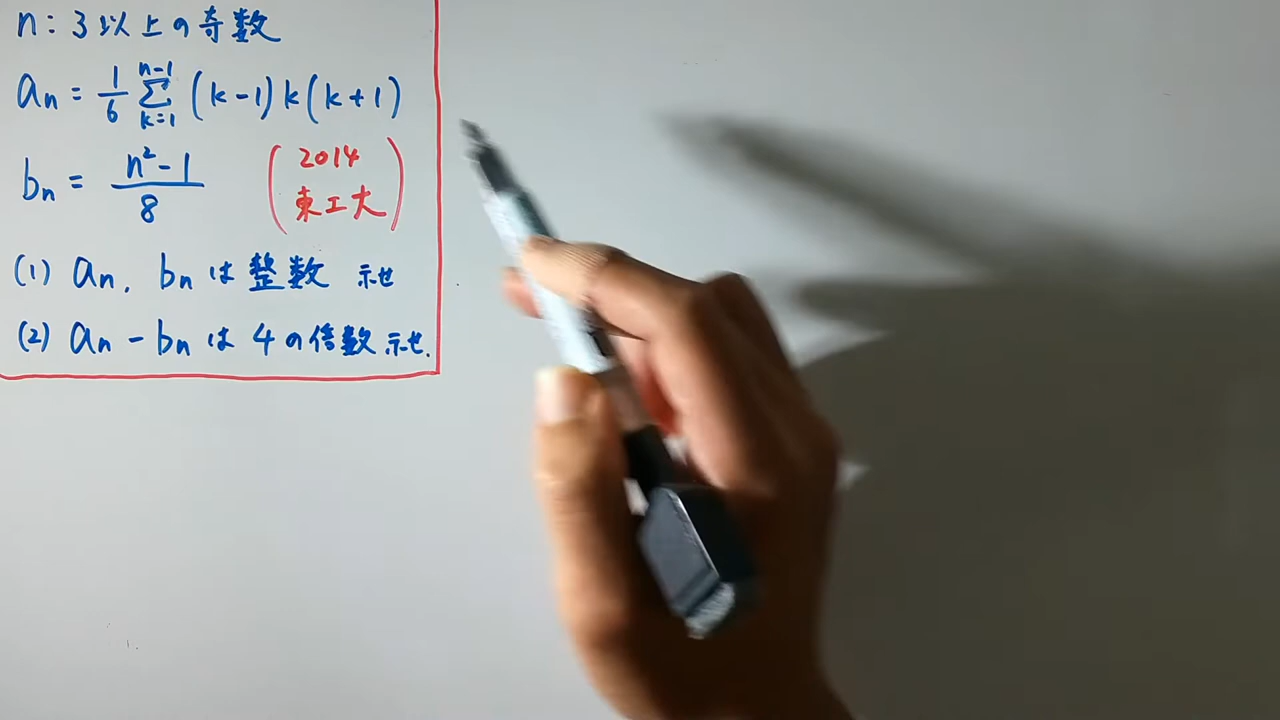 n : 3以上の奇数
an = 1/6 Σ[k=1, n-1] (k-1)k(k+1)
bn = (n²-1)/8 (2014 東工大)
(1) an, bn は整数 示せ
(2) an - bn は 4の倍数 示せ.